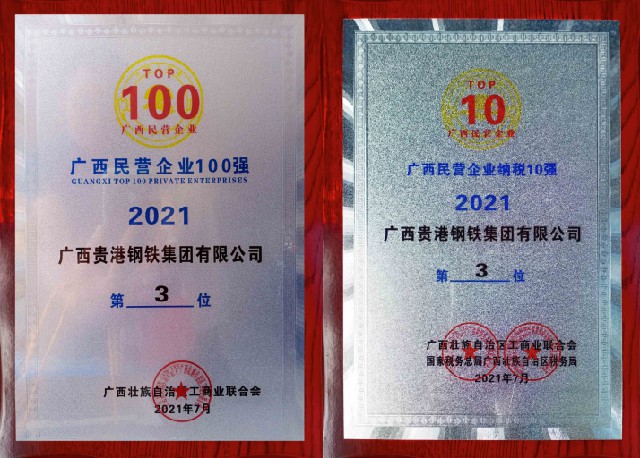 TOP
100
广西民营企业
广西民营企业100强
GUANGXI TOP 100 PRIVATE ENTERPRISES
2021
广西贵港钢铁集团有限公司
第3位
广西壮族自治区工商业联合会
2021年7月
TOP
10
广西民营企业
广西民营企业纳税10强
2021
广西贵港钢铁集团有限公司
第3位
广西壮族自治区工商业联合会
国家税务总局广西壮族自治区税务局
2021年7月